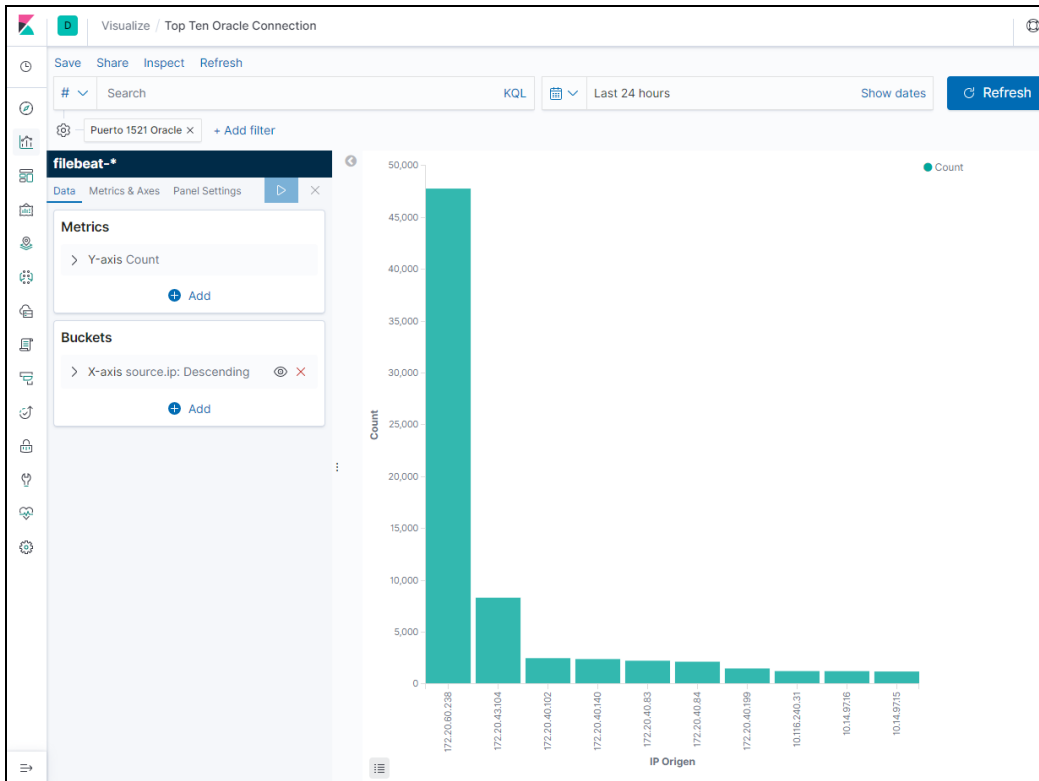 D Visualize / Top Ten Oracle Connection
Save Share Inspect Refresh
# Search KQL Last 24 hours Show dates Refresh
Puerto 1521 Oracle × + Add filter
filebeat-*
Data Metrics & Axes Panel Settings
Metrics
Y-axis Count
Add
Buckets
X-axis source.ip: Descending
Add
Count
50,000
45,000
40,000
35,000
30,000
25,000
20,000
15,000
10,000
5,000
0
Count
172.20.60.238
172.20.43.104
172.20.40.102
172.20.40.140
172.20.40.83
172.20.40.84
172.20.40.199
10.116.240.31
10.14.97.16
10.14.97.15
IP Origen